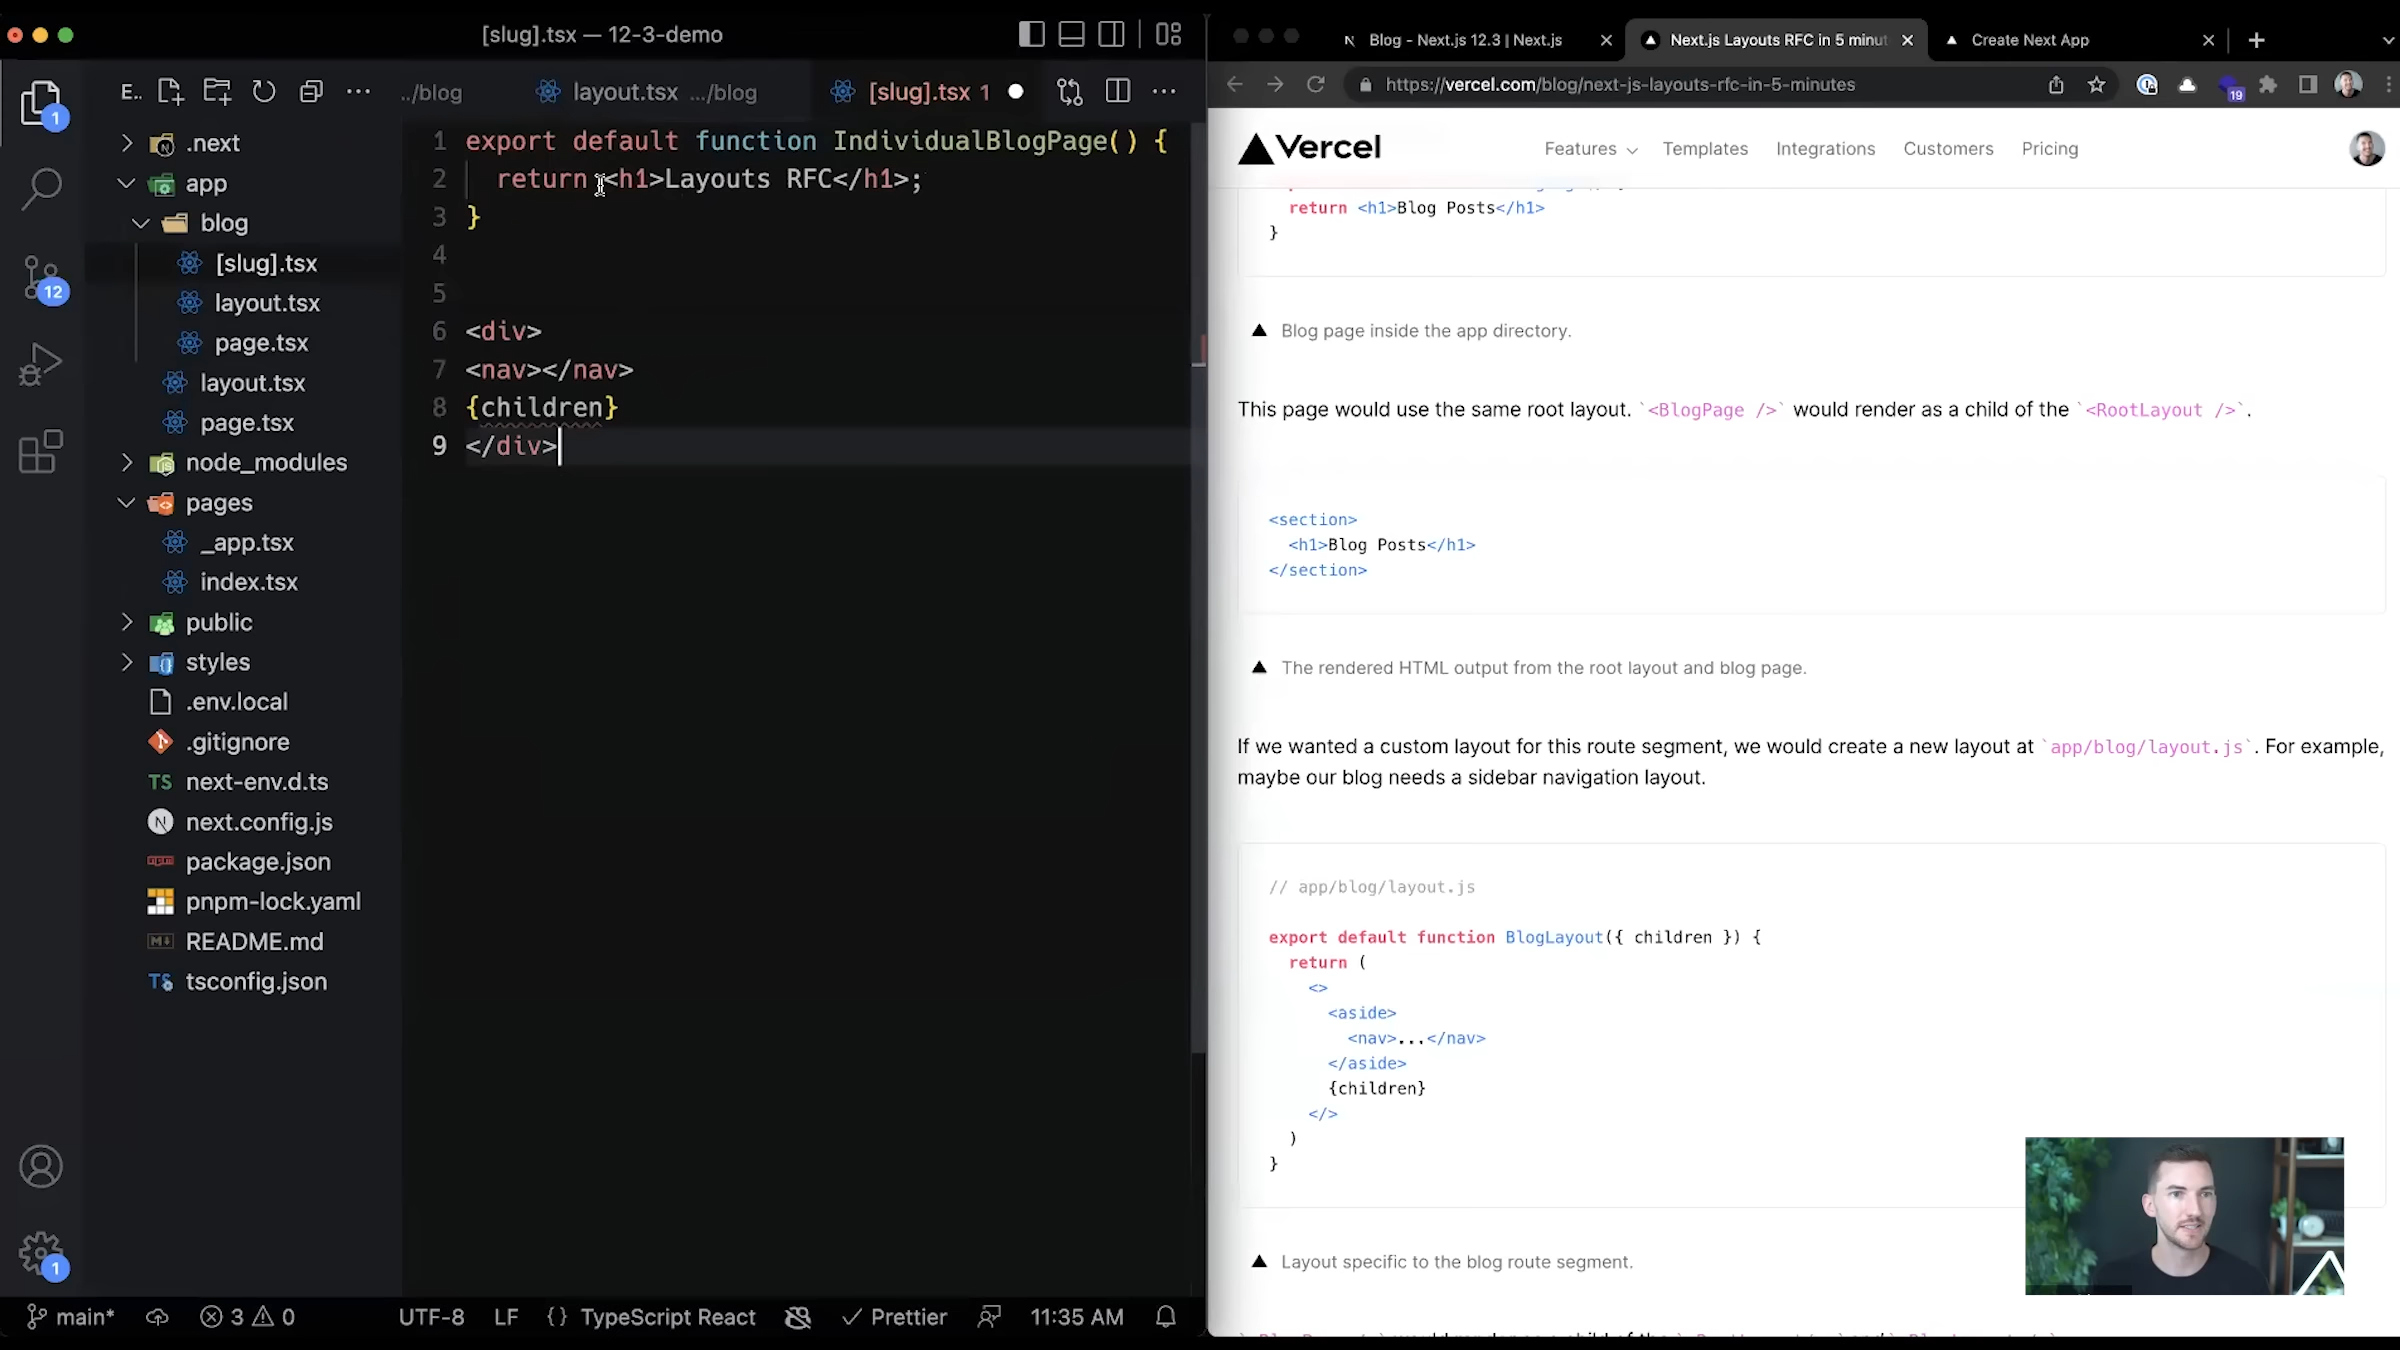 [slug].tsx — 12-3-demo
E..
../blog
layout.tsx .../blog
[slug].tsx 1
.next
app
blog
[slug].tsx
layout.tsx
page.tsx
layout.tsx
page.tsx
node_modules
pages
_app.tsx
index.tsx
public
styles
.env.local
.gitignore
TS next-env.d.ts
N next.config.js
package.json
pnpm-lock.yaml
README.md
TS tsconfig.json
1
12
1
1 export default function IndividualBlogPage() {
2 return <h1>Layouts RFC</h1>;
3 }
4
5
6 <div>
7 <nav></nav>
8 {children}
9 </div>
main*
3
0
UTF-8
LF
{} TypeScript React
Prettier
11:35 AM
Blog - Next.js 12.3 | Next.js
Next.js Layouts RFC in 5 minut
Create Next App
https://vercel.com/blog/next-js-layouts-rfc-in-5-minutes
19
Vercel
Features
Templates
Integrations
Customers
Pricing
return <h1>Blog Posts</h1>
}
Blog page inside the app directory.
This page would use the same root layout. `<BlogPage />` would render as a child of the `<RootLayout />`.
<section>
<h1>Blog Posts</h1>
</section>
The rendered HTML output from the root layout and blog page.
If we wanted a custom layout for this route segment, we would create a new layout at `app/blog/layout.js`. For example,
maybe our blog needs a sidebar navigation layout.
// app/blog/layout.js
export default function BlogLayout({ children }) {
return (
<>
<aside>
<nav>...</nav>
</aside>
{children}
</>
)
}
Layout specific to the blog route segment.